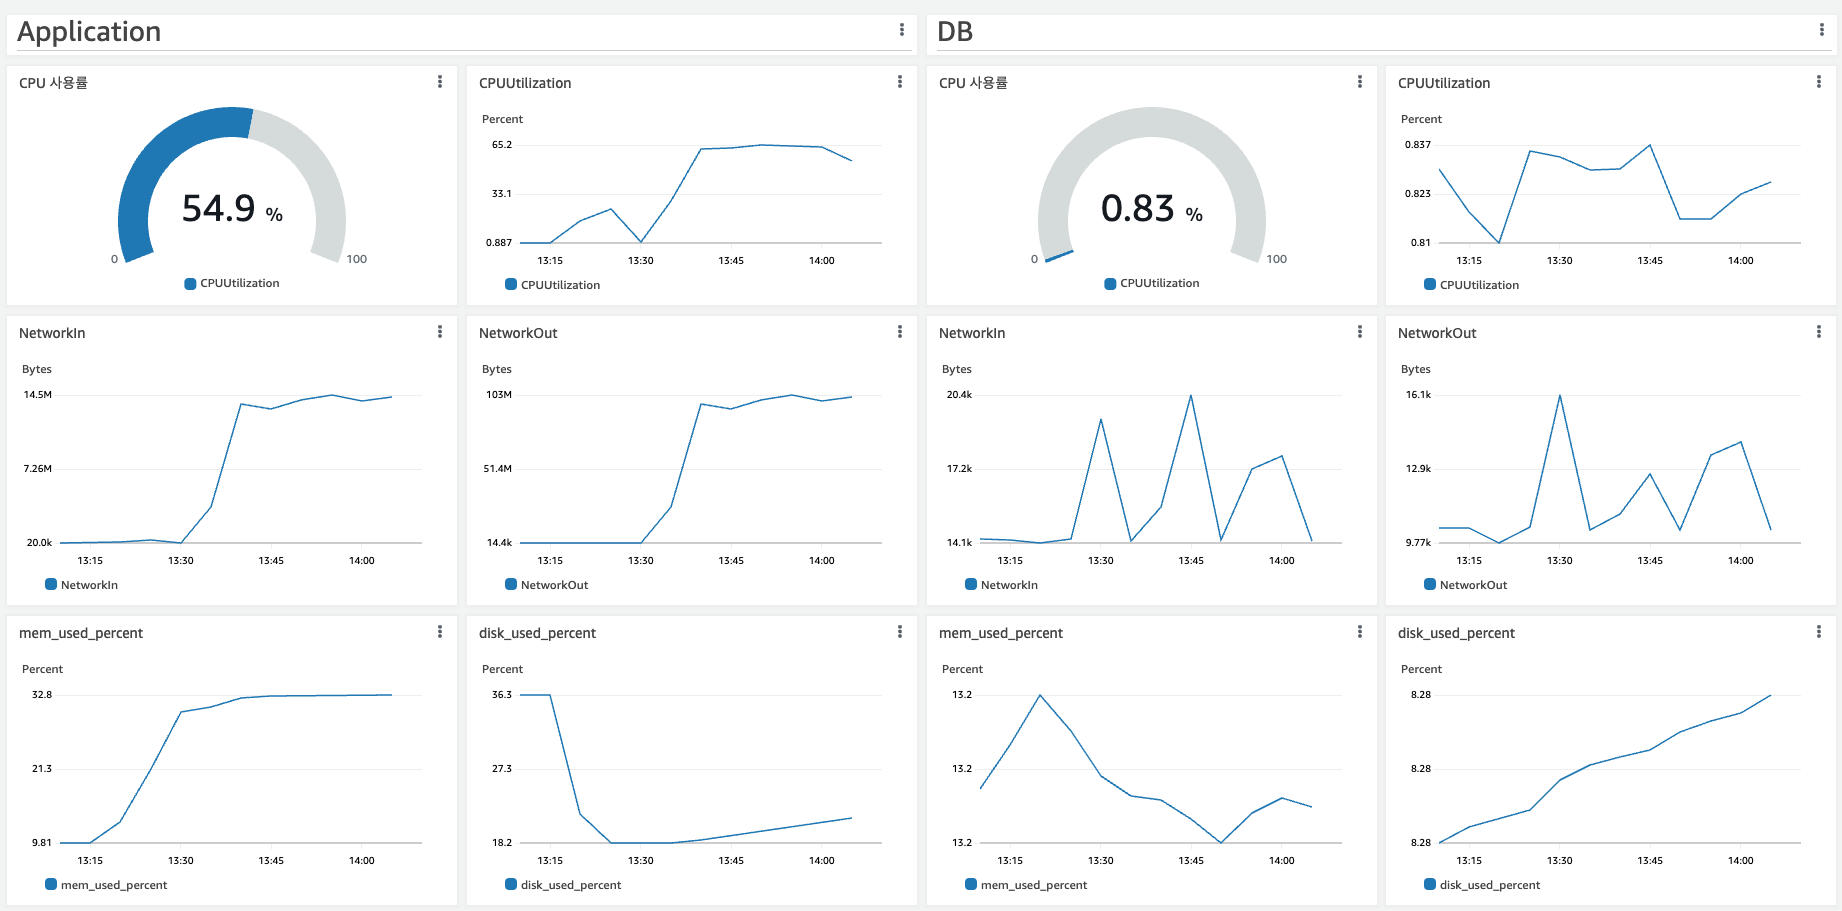 Application
DB
CPU 사용률
54.9 %
0
100
CPUUtilization
CPUUtilization
Percent
65.2
33.1
0.887
13:15
13:30
13:45
14:00
CPUUtilization
CPU 사용률
0.83 %
0
100
CPUUtilization
CPUUtilization
Percent
0.837
0.823
0.81
13:15
13:30
13:45
14:00
CPUUtilization
NetworkIn
Bytes
14.5M
7.26M
20.0k
13:15
13:30
13:45
14:00
NetworkIn
NetworkOut
Bytes
103M
51.4M
14.4k
13:15
13:30
13:45
14:00
NetworkOut
NetworkIn
Bytes
20.4k
17.2k
14.1k
13:15
13:30
13:45
14:00
NetworkIn
NetworkOut
Bytes
16.1k
12.9k
9.77k
13:15
13:30
13:45
14:00
NetworkOut
mem_used_percent
Percent
32.8
21.3
9.81
13:15
13:30
13:45
14:00
mem_used_percent
disk_used_percent
Percent
36.3
27.3
18.2
13:15
13:30
13:45
14:00
disk_used_percent
mem_used_percent
Percent
13.2
13.2
13.2
13:15
13:30
13:45
14:00
mem_used_percent
disk_used_percent
Percent
8.28
8.28
8.28
13:15
13:30
13:45
14:00
disk_used_percent